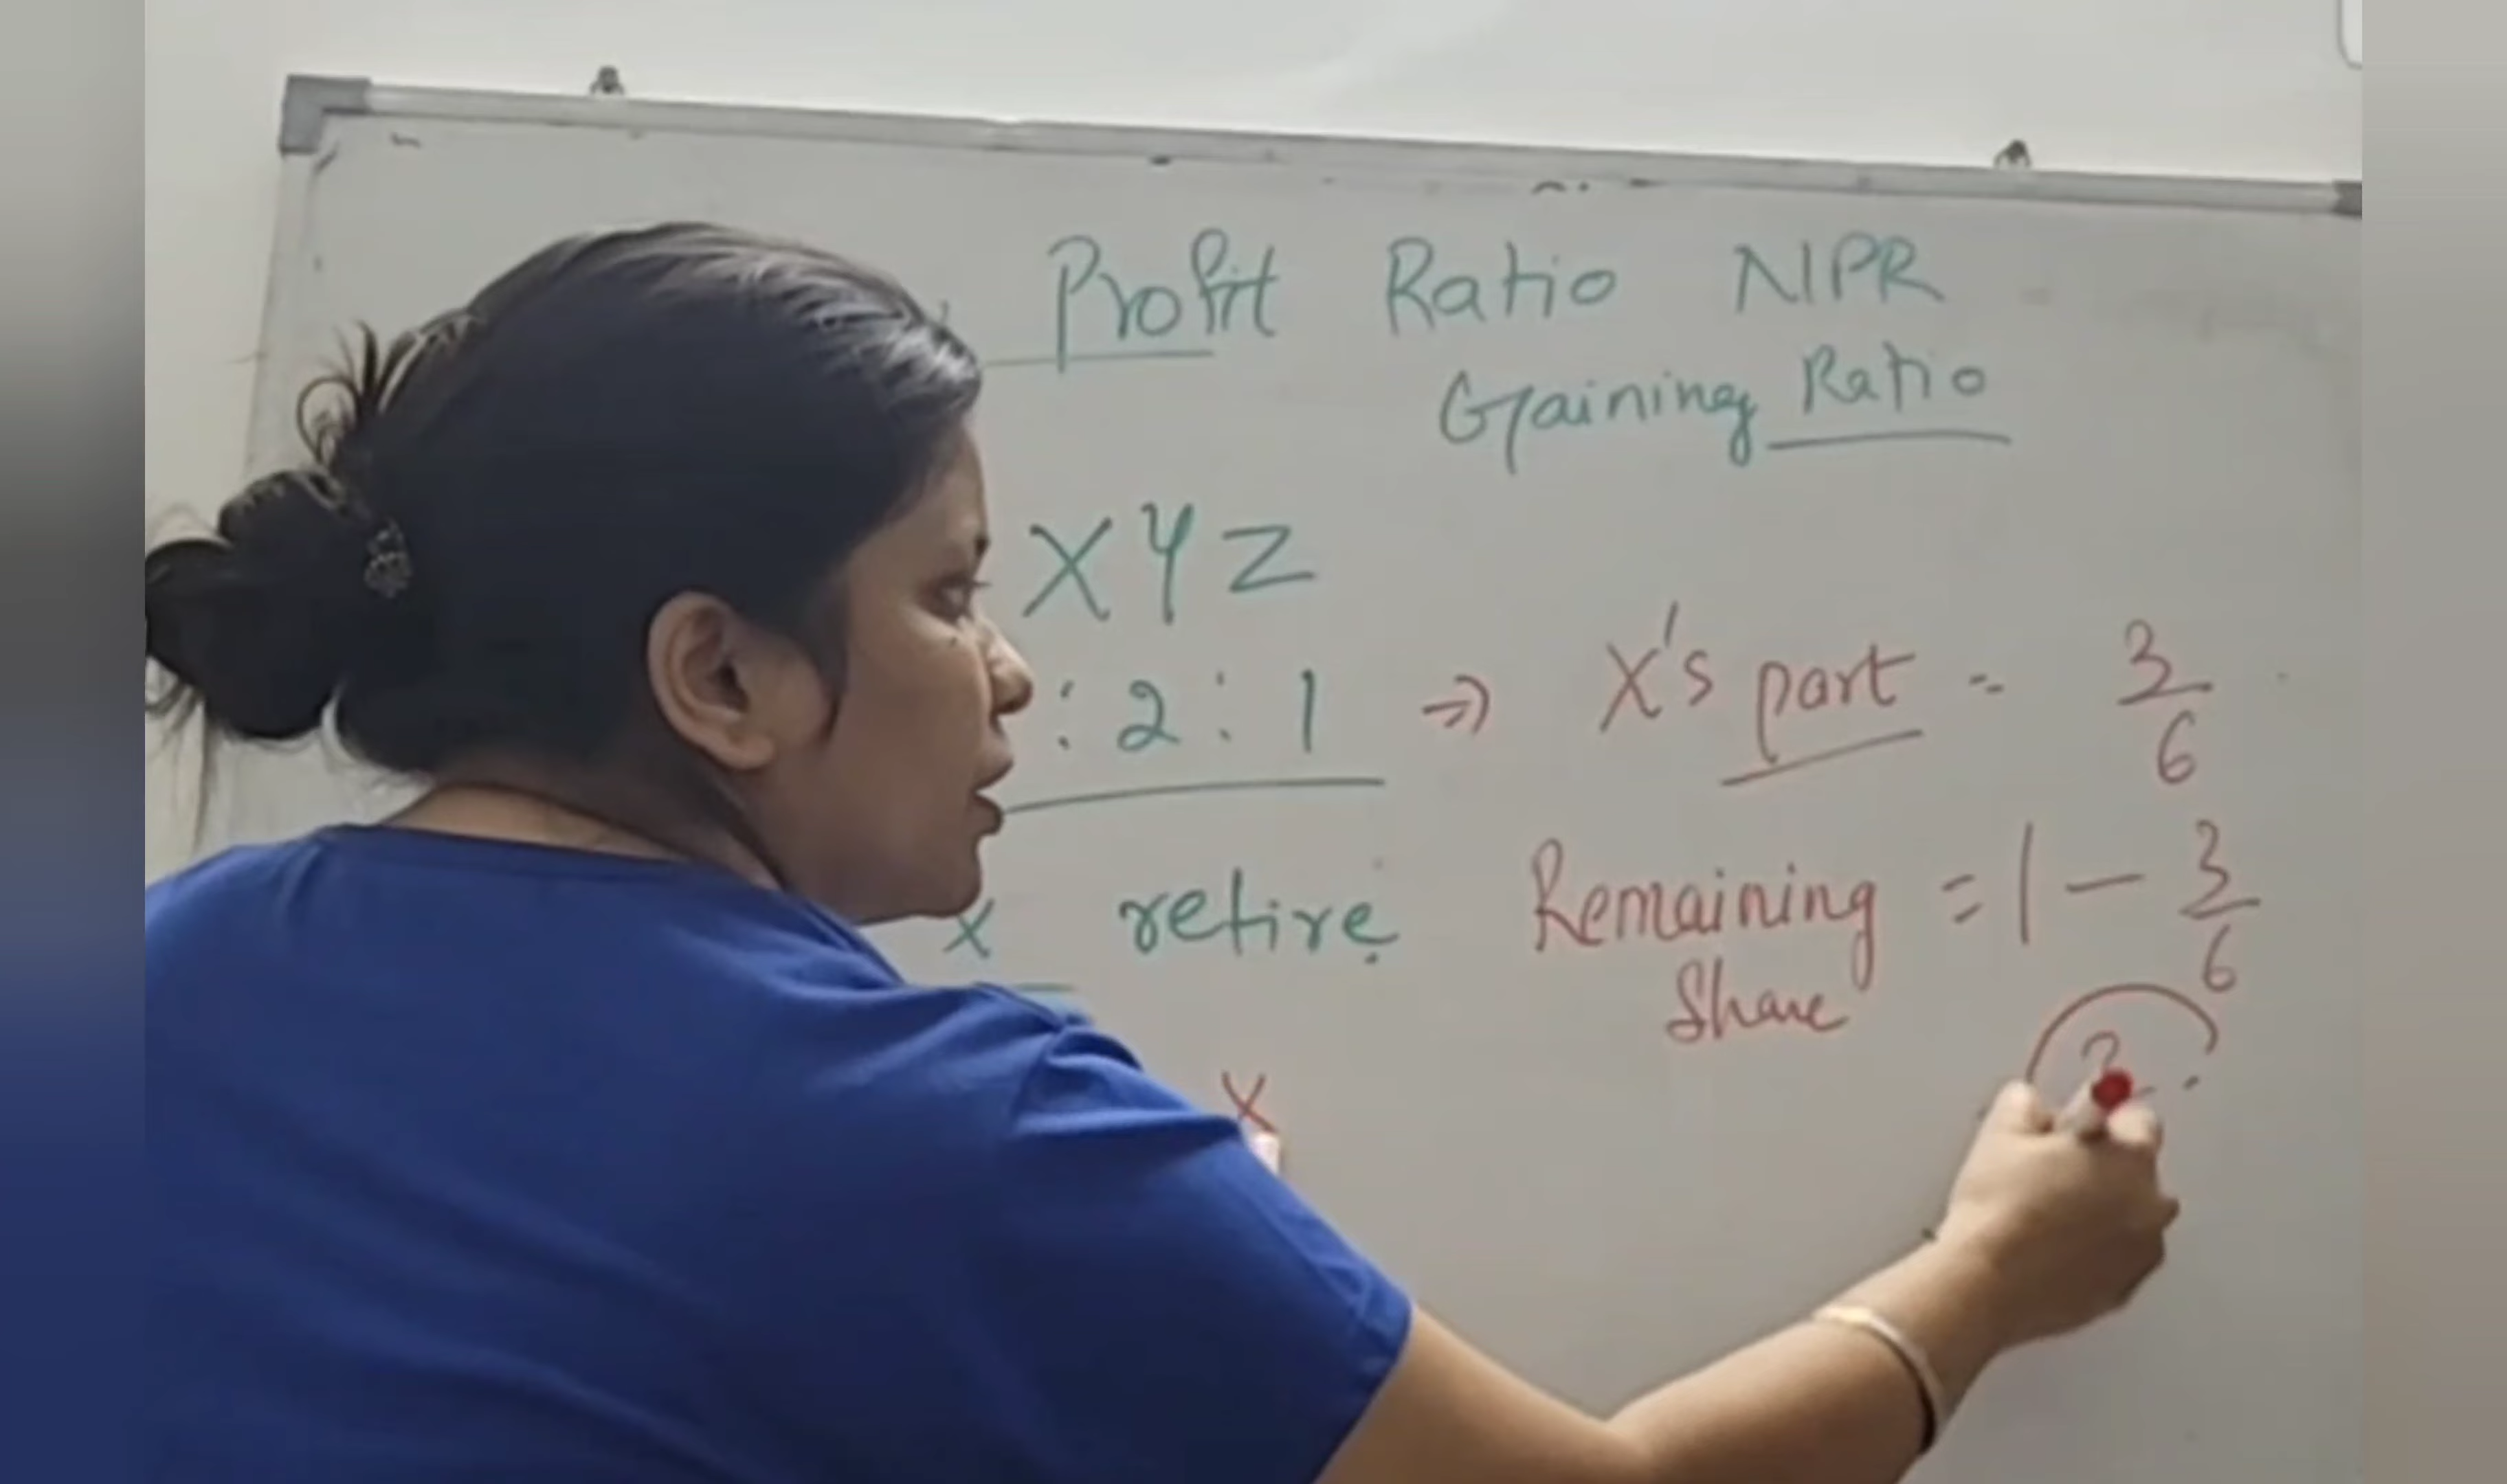 Profit Ratio NPR
Gaining Ratio
X Y Z
: 2 : 1 => X's part = 3/6
x retire Remaining = 1 - 3/6
Share
X